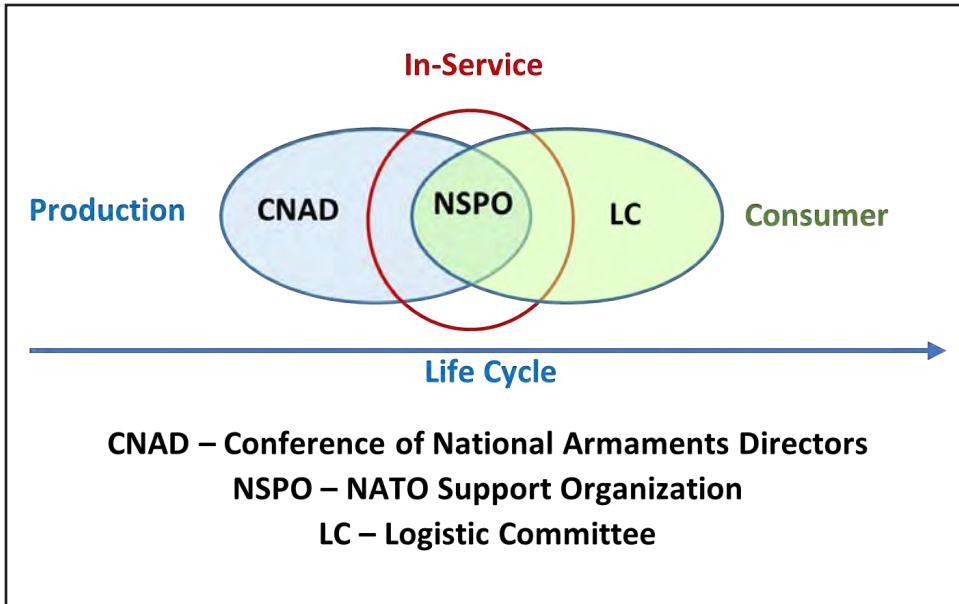 In-Service
Production
CNAD
NSPO
LC
Consumer
Life Cycle
CNAD – Conference of National Armaments Directors
NSPO – NATO Support Organization
LC – Logistic Committee